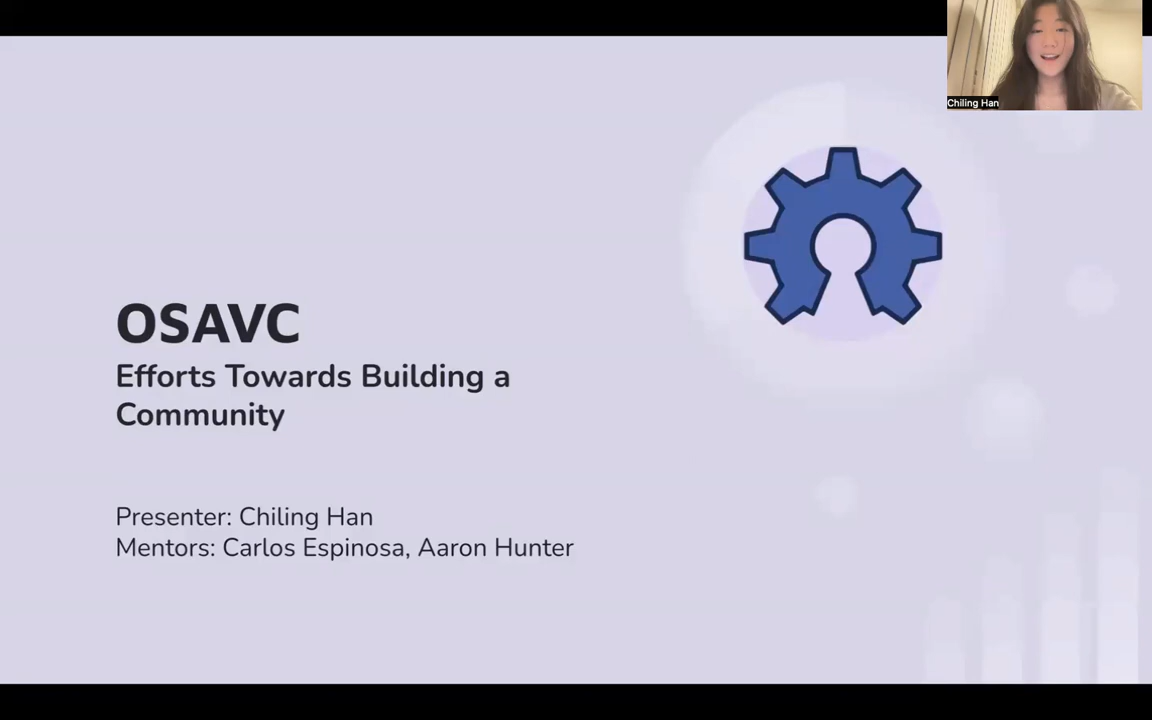 Chiling Han
OSAVC
Efforts Towards Building a
Community
Presenter: Chiling Han
Mentors: Carlos Espinosa, Aaron Hunter